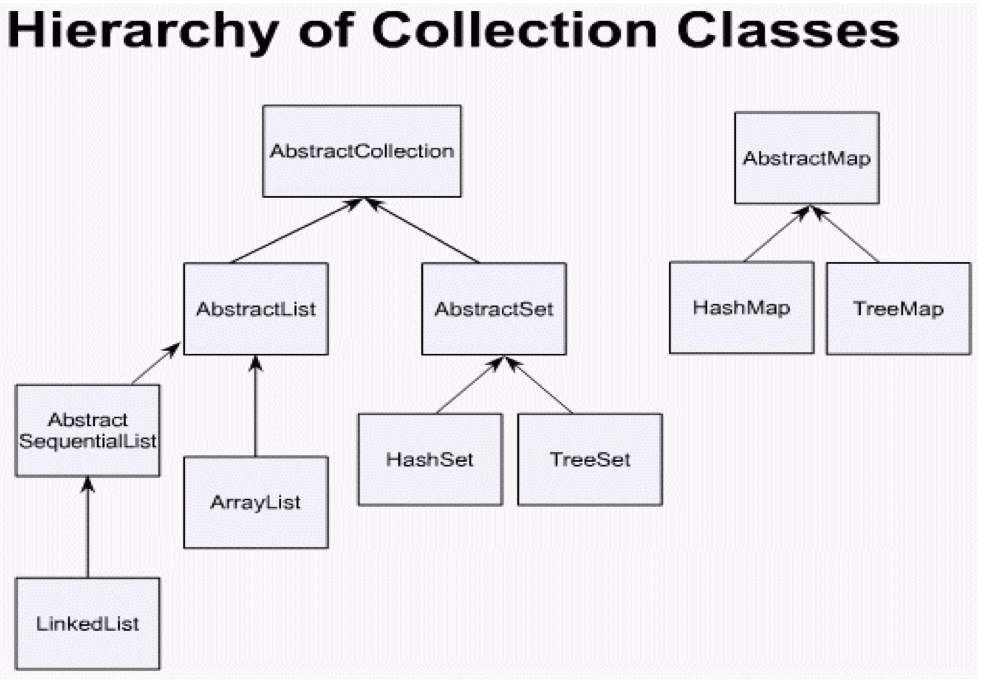 Hierarchy of Collection Classes
AbstractCollection
AbstractMap
AbstractList
AbstractSet
HashMap
TreeMap
Abstract
SequentialList
HashSet
TreeSet
ArrayList
LinkedList